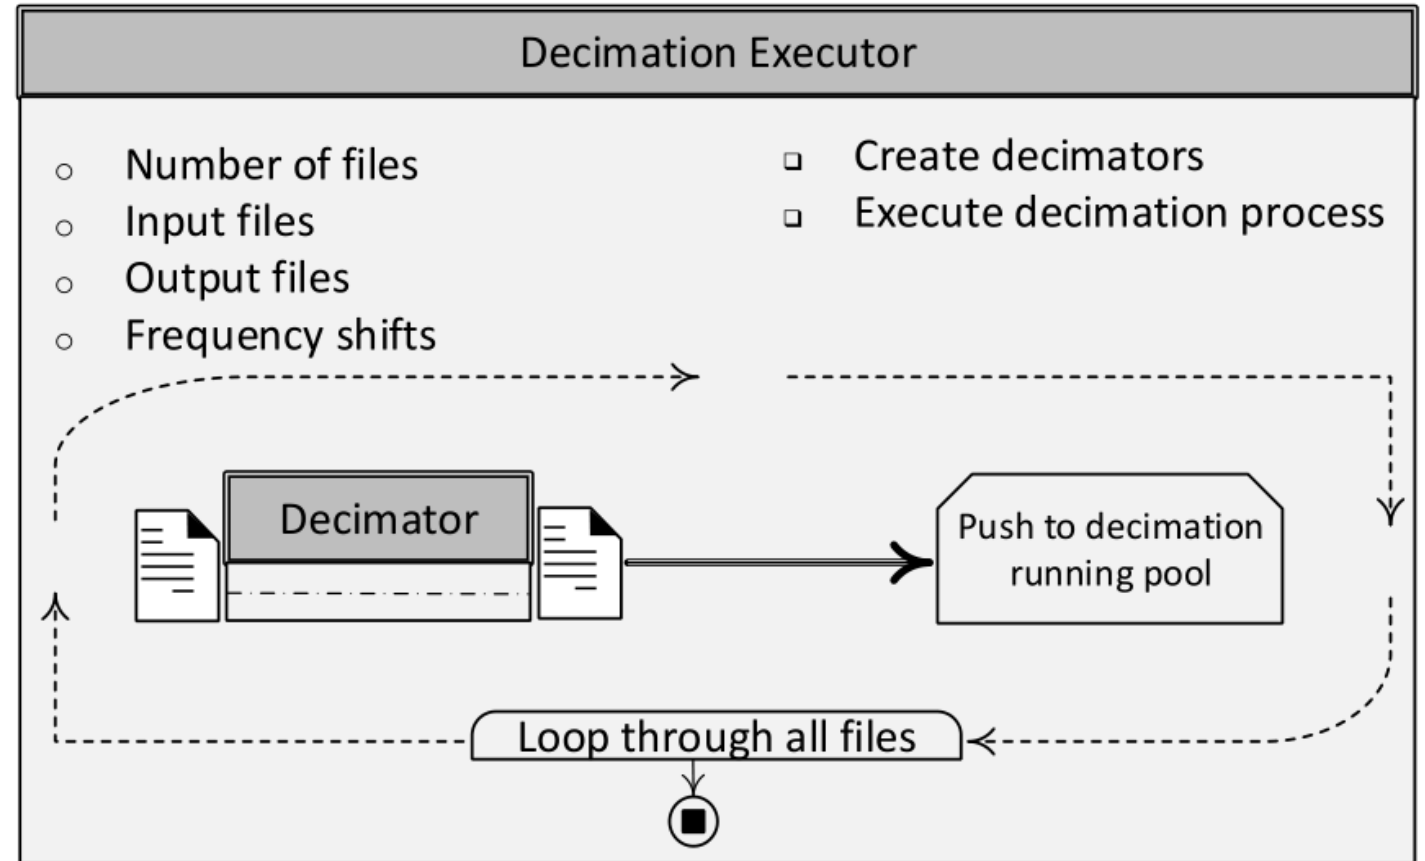 Decimation Executor
Number of files
Input files
Output files
Frequency shifts
Create decimators
Execute decimation process
Decimator
Push to decimation
running pool
Loop through all files